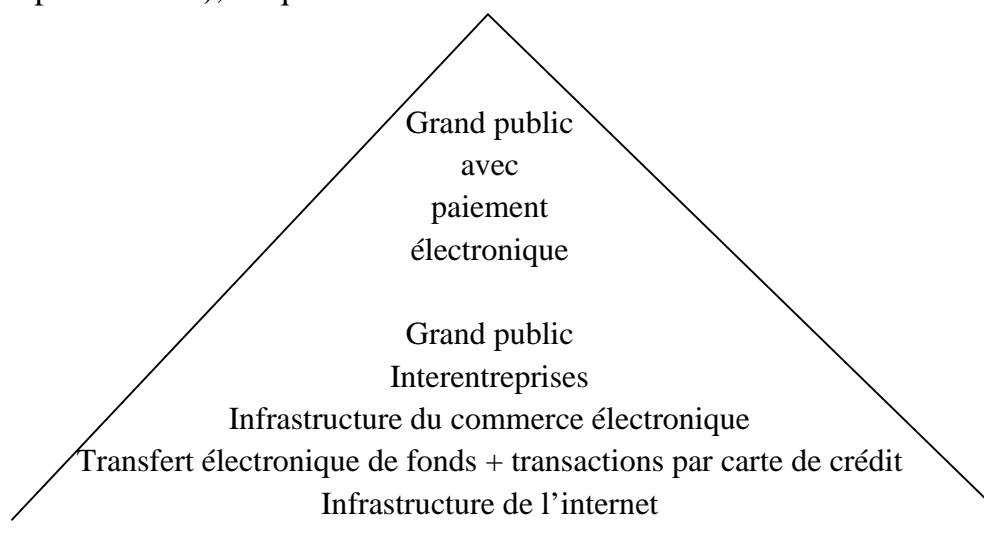 Grand public
avec
paiement
électronique
Grand public
Interentreprises
Infrastructure du commerce électronique
Transfert électronique de fonds + transactions par carte de crédit
Infrastructure de l’internet